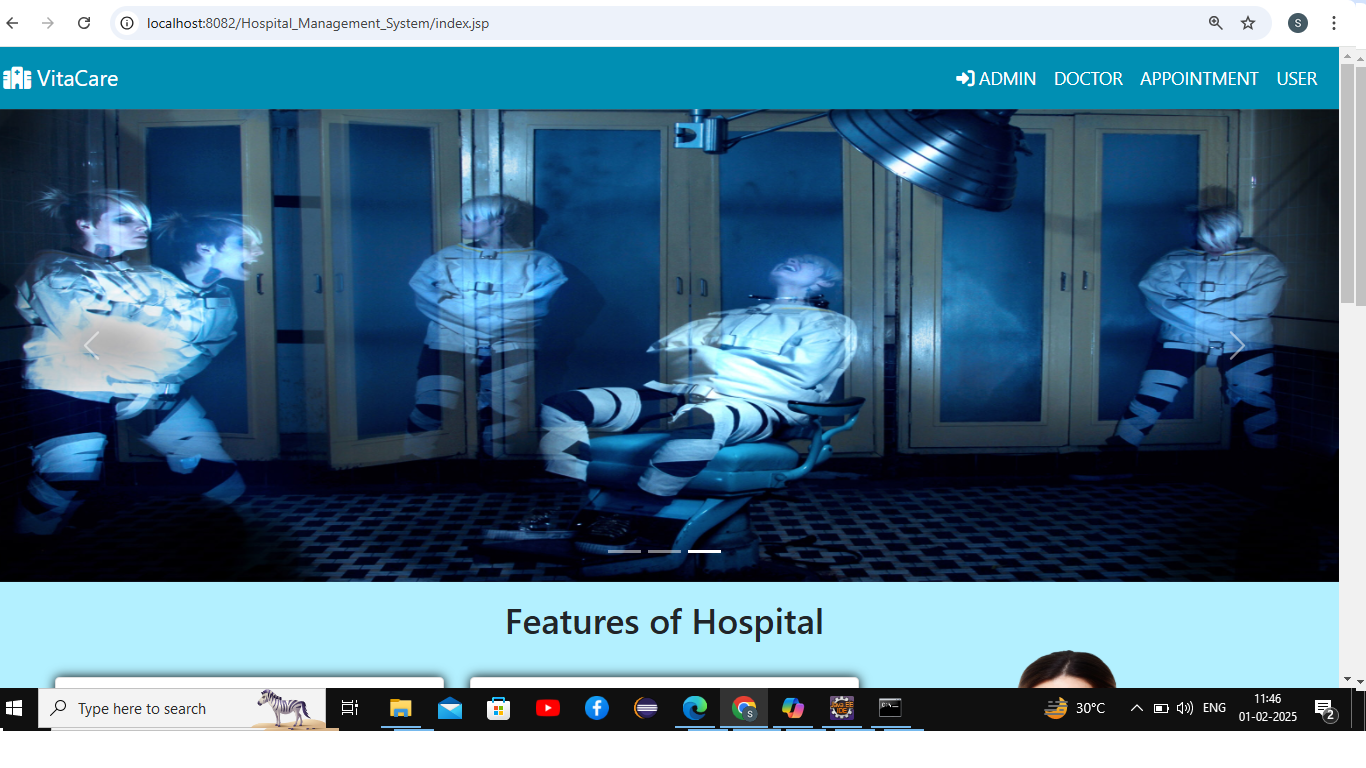 localhost:8082/Hospital_Management_System/index.jsp
S
VitaCare
ADMIN DOCTOR APPOINTMENT USER
Features of Hospital
Type here to search
S
30°C
ENG
11:46
01-02-2025
2